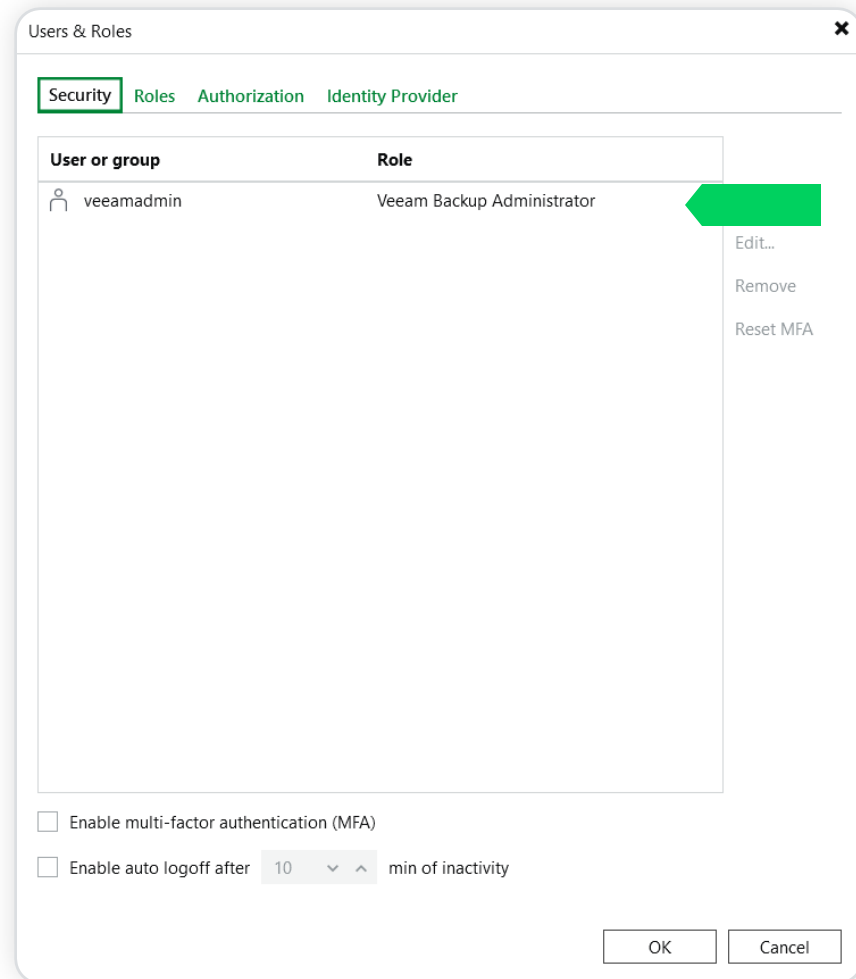 Users & Roles
Security Roles Authorization Identity Provider
User or group Role
veeamadmin Veeam Backup Administrator
Edit...
Remove
Reset MFA
Enable multi-factor authentication (MFA)
Enable auto logoff after 10 min of inactivity
OK Cancel